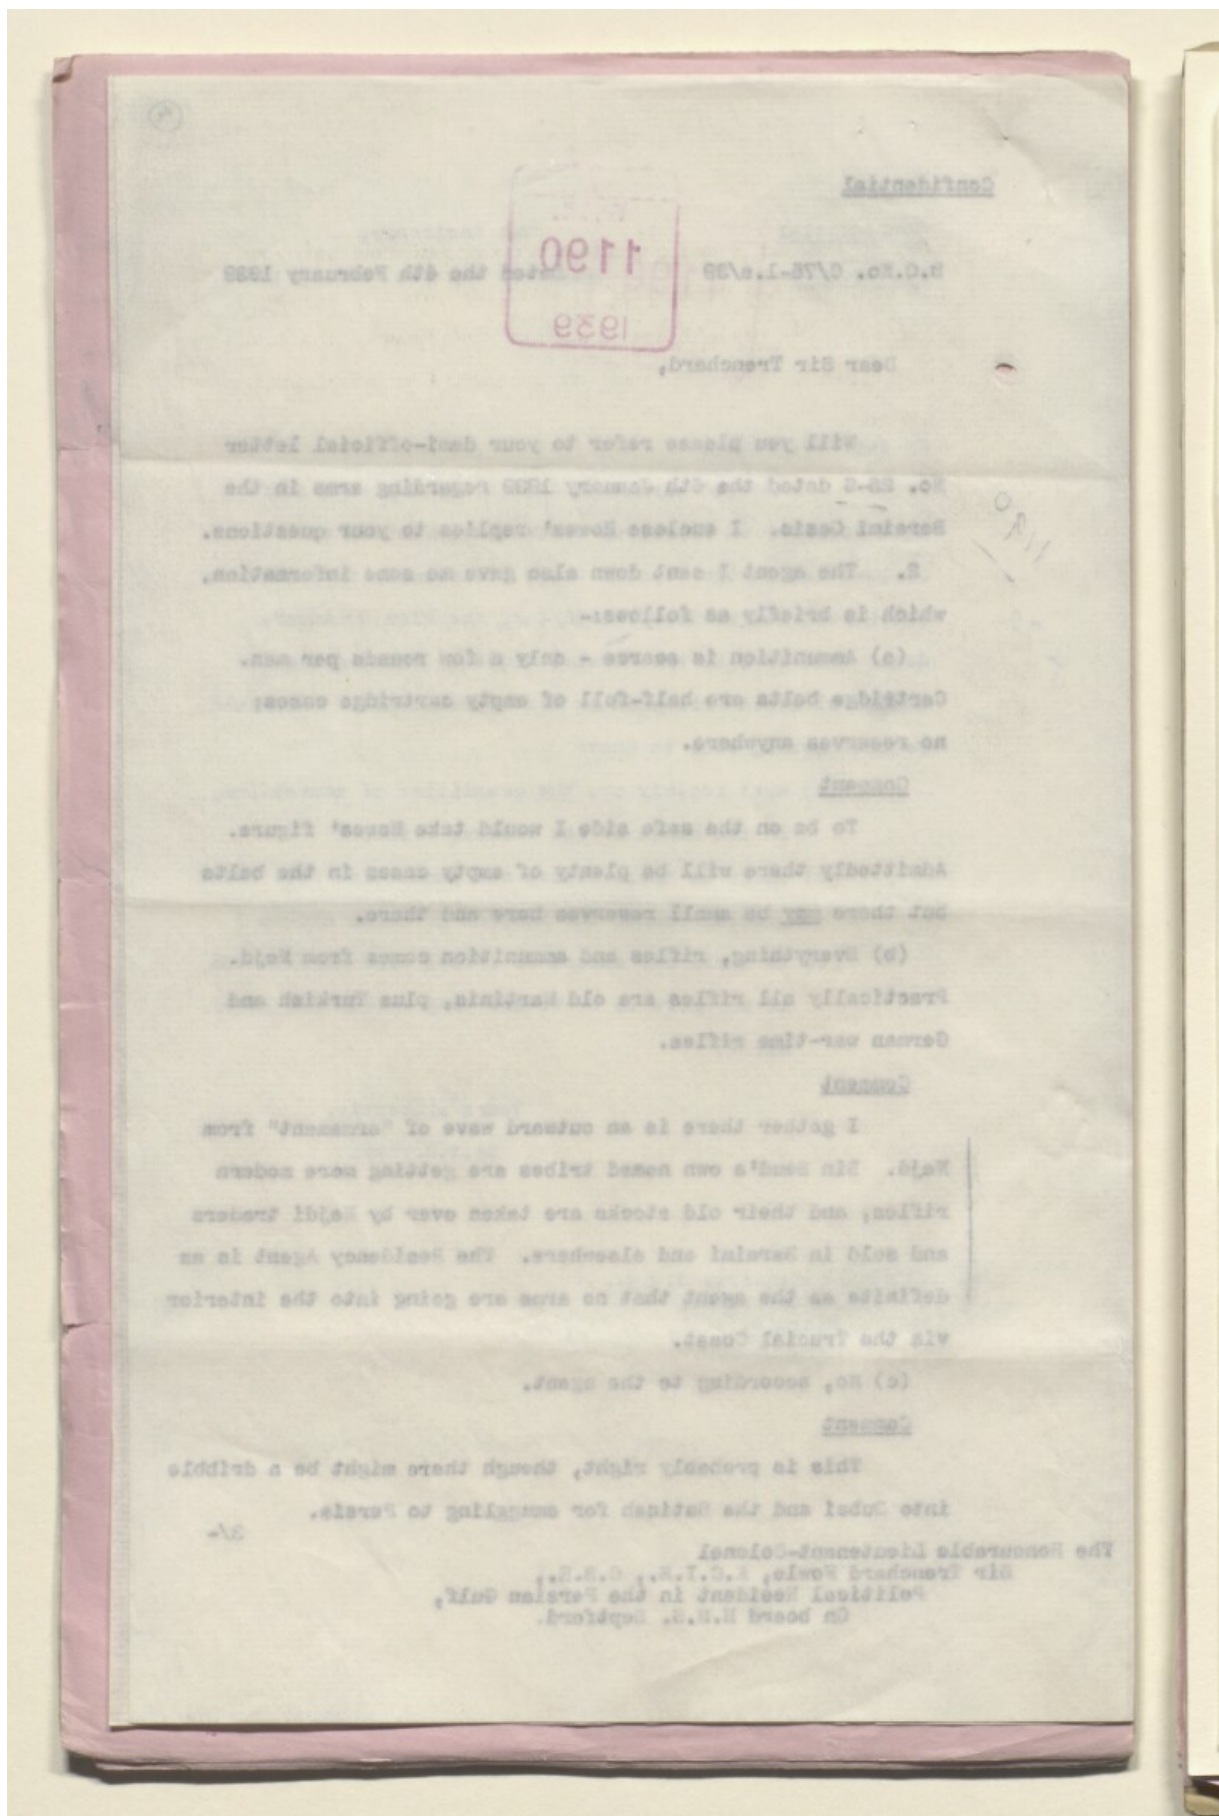 Confidential
D.O.No. C/75-1.a/39 dated the 4th February 1939
1190
1939
Dear Sir Trenchard,
Will you please refer to your demi-official letter
No. 25-S dated the 6th January 1939 regarding arms in the
Baraimi Oasis. I enclose Howes' replies to your questions.
2. The agent I sent down also gave me some information,
which is briefly as follows:-
(a) Ammunition is scarce - only a few rounds per man.
Cartridge belts are half-full of empty cartridge cases;
no reserves anywhere.
Comment
To be on the safe side I would take Howes' figure.
Admittedly there will be plenty of empty cases in the belts
but there may be small reserves here and there.
(b) Everything, rifles and ammunition comes from Nejd.
Practically all rifles are old Martinis, plus Turkish and
German war-time rifles.
Comment
I gather there is an outward wave of "armament" from
Nejd. Bin Saud's own named tribes are getting more modern
rifles, and their old stocks are taken over by Nejdi traders
and sold in Baraimi and elsewhere. The Residency Agent is as
definite as the agent that no arms are going into the interior
via the Trucial Coast.
(c) No, according to the agent.
Comment
This is probably right, though there might be a dribble
into Dubai and the Batinah for smuggling to Persia.
The Honourable Lieutenant-Colonel
Sir Trenchard Fowle, K.C.I.E., C.B.E.,
Political Resident in the Persian Gulf,
On board H.M.S. Deptford.